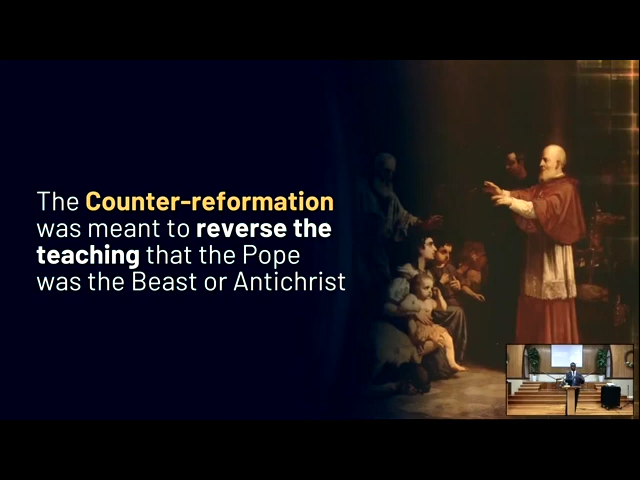 The Counter-reformation
was meant to reverse the
teaching that the Pope
was the Beast or Antichrist